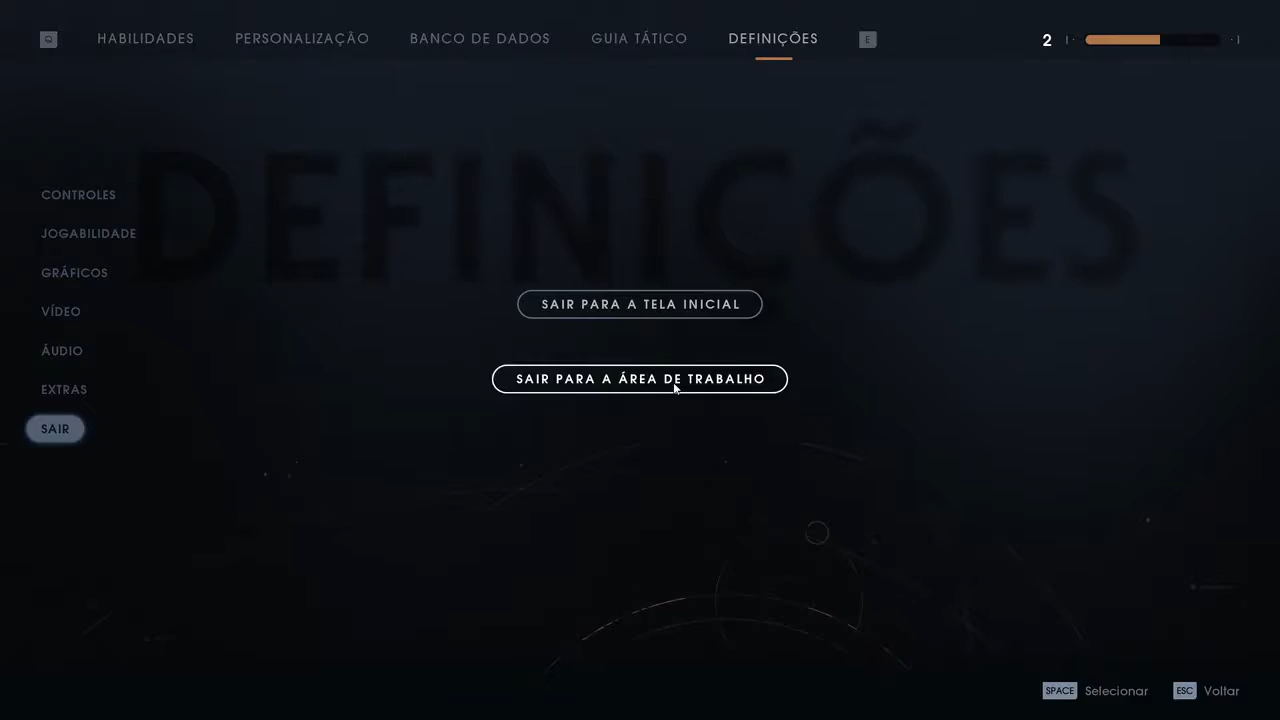 Q HABILIDADES PERSONALIZAÇÃO BANCO DE DADOS GUIA TÁTICO DEFINIÇÕES E 2
DEFINIÇÕES
CONTROLES
JOGABILIDADE
GRÁFICOS
VÍDEO
ÁUDIO
EXTRAS
SAIR
SAIR PARA A TELA INICIAL
SAIR PARA A ÁREA DE TRABALHO
SPACE Selecionar ESC Voltar